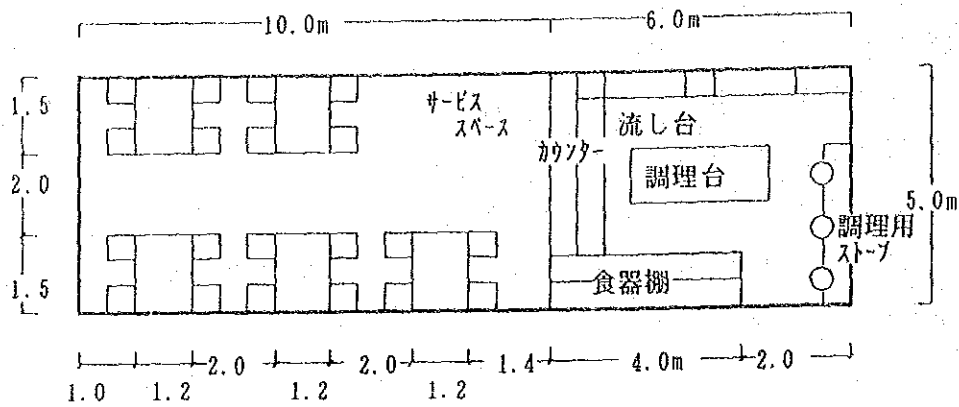 10.0m
6.0m
1.5
2.0
1.5
サービス
スペース
カウンター
流し台
調理台
食器棚
調理用
ストーブ
5.0m
2.0
2.0
1.4
4.0m
2.0
1.0
1.2
1.2
1.2